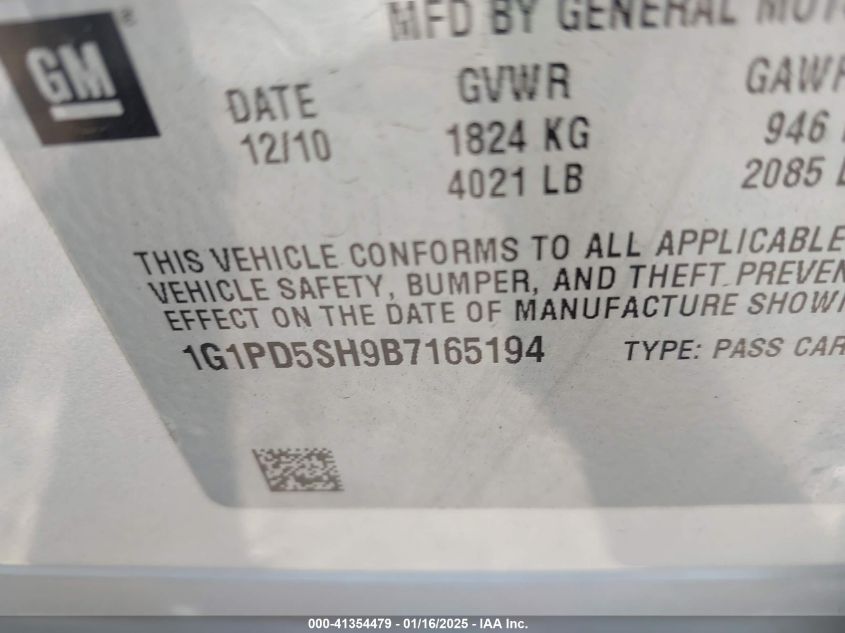 MFD BY GENERAL
GM ®
DATE GVWR
12/10 1824 KG 946
4021 LB 2085
THIS VEHICLE CONFORMS TO ALL APPLICABLE
VEHICLE SAFETY, BUMPER, AND THEFT PREVEN
EFFECT ON THE DATE OF MANUFACTURE SHOW
1G1PD5SH9B7165194 TYPE: PASS CAR
000-41354479 - 01/16/2025 - IAA Inc.